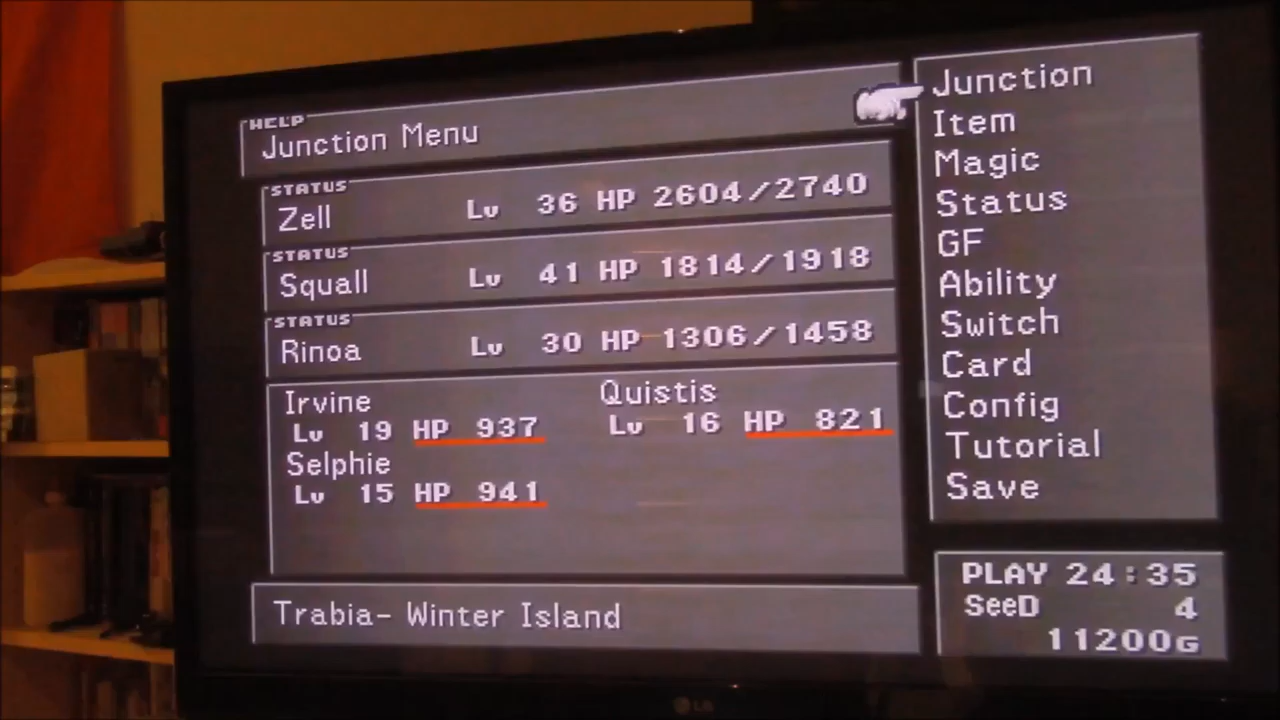 HELP
Junction Menu
STATUS
Zell Lv 36 HP 2604/2740
STATUS
Squall Lv 41 HP 1814/1918
STATUS
Rinoa Lv 30 HP 1306/1458
Irvine
Lv 19 HP 937
Quistis
Lv 16 HP 821
Selphie
Lv 15 HP 941
Trabia- Winter Island
Junction
Item
Magic
Status
GF
Ability
Switch
Card
Config
Tutorial
Save
PLAY 24:35
SeeD 4
11200G
LG